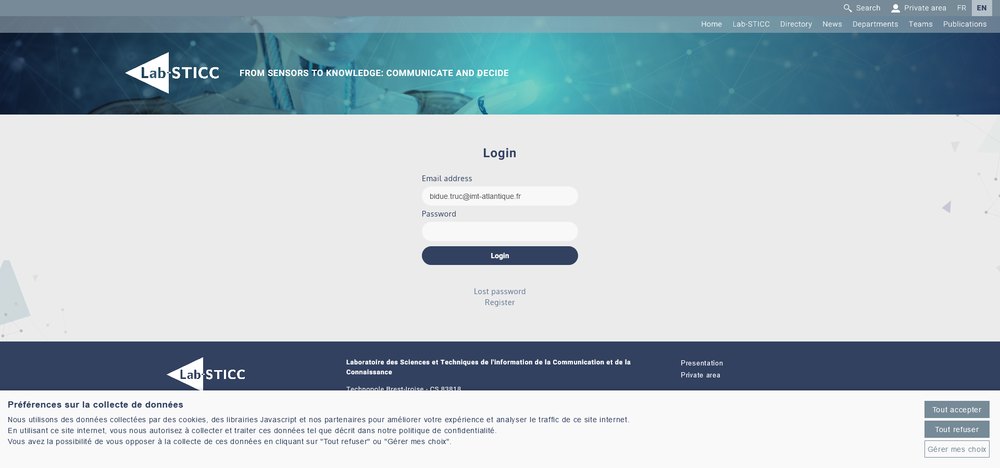 Search Private area FR EN
Home Lab-STICC Directory News Departments Teams Publications
Lab-STICC
FROM SENSORS TO KNOWLEDGE: COMMUNICATE AND DECIDE
Login
Email address
bidue.truc@imt-atlantique.fr
Password
Login
Lost password
Register
Lab-STICC
Laboratoire des Sciences et Techniques de l'information de la Communication et de la
Connaissance
Technopole Brest-Iroise - CS 83818
Presentation
Private area
Préférences sur la collecte de données
Nous utilisons des données collectées par des cookies, des librairies Javascript et nos partenaires pour améliorer votre expérience et analyser le traffic de ce site internet.
En utilisant ce site internet, vous nous autorisez à collecter et traiter ces données tel que décrit dans notre politique de confidentialité.
Vous avez la possibilité de vous opposer à la collecte de ces données en cliquant sur "Tout refuser" ou "Gérer mes choix".
Tout accepter
Tout refuser
Gérer mes choix